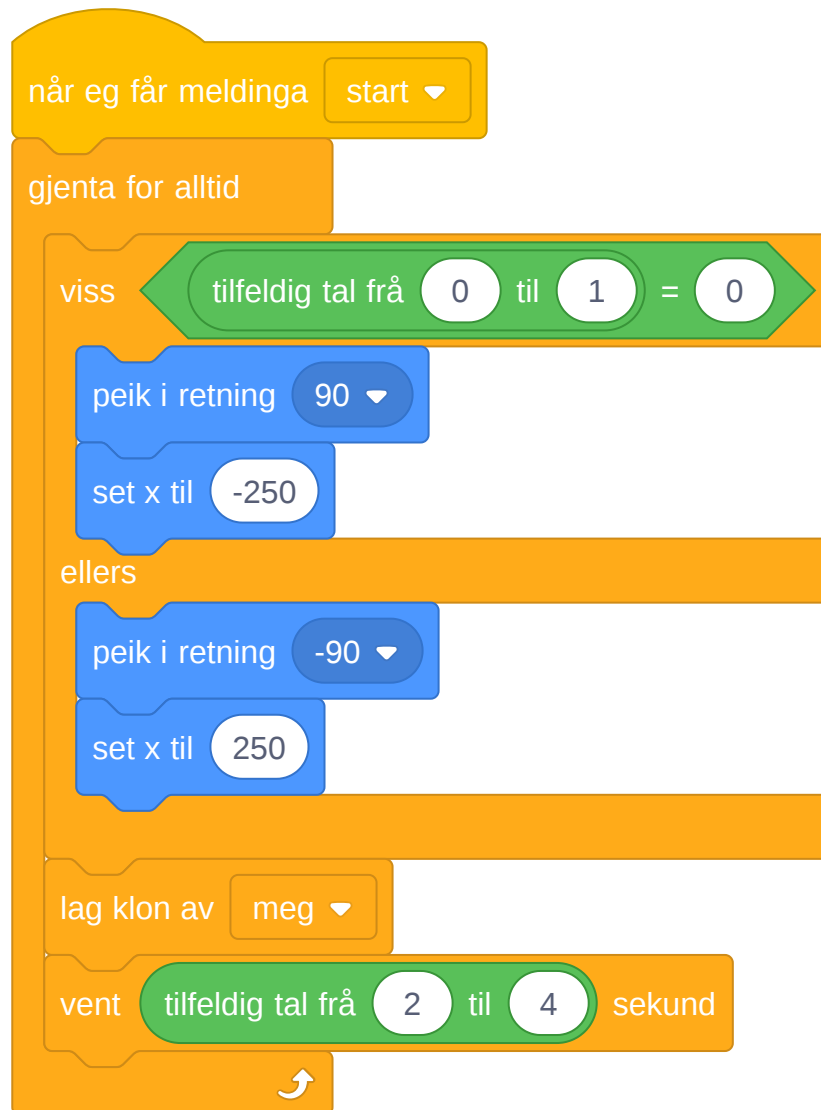 når eg får meldinga start
gjenta for alltid
viss tilfeldig tal frå 0 til 1 = 0
peik i retning 90
set x til -250
ellers
peik i retning -90
set x til 250
lag klon av meg
vent tilfeldig tal frå 2 til 4 sekund